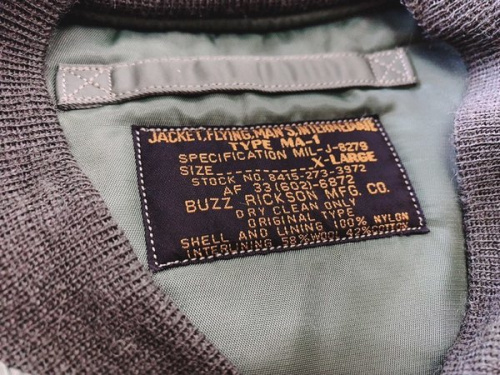 JACKET,FLYING,MAN'S,INTERMEDIATE
TYPE MA-1
SPECIFICATION MIL-J-8279
SIZE X-LARGE
STOCK NO. 8415-273-3972
AF 33(602)-6872
BUZZ RICKSON MFG. CO.
DRY CLEAN ONLY
ORIGINAL TYPE
SHELL AND LINING 100% NYLON
INTERLINING 58% WOOL 42% COTTON